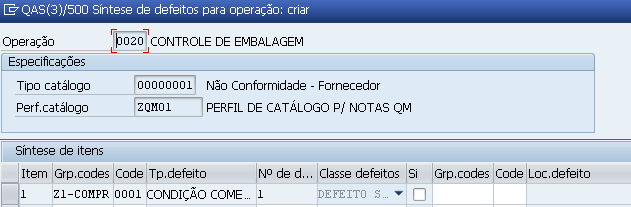 QAS(3)/500 Síntese de defeitos para operação: criar
Operação 0020 CONTROLE DE EMBALAGEM
Especificações
Tipo catálogo 00000001 Não Conformidade - Fornecedor
Perf.catálogo ZQM01 PERFIL DE CATÁLOGO P/ NOTAS QM
Síntese de itens
Item Grp.codes Code Tp.defeito Nº de d... Classe defeitos Si Grp.codes Code Loc.defeito
1 Z1-COMPR 0001 CONDIÇÃO COME... 1 DEFEITO S...